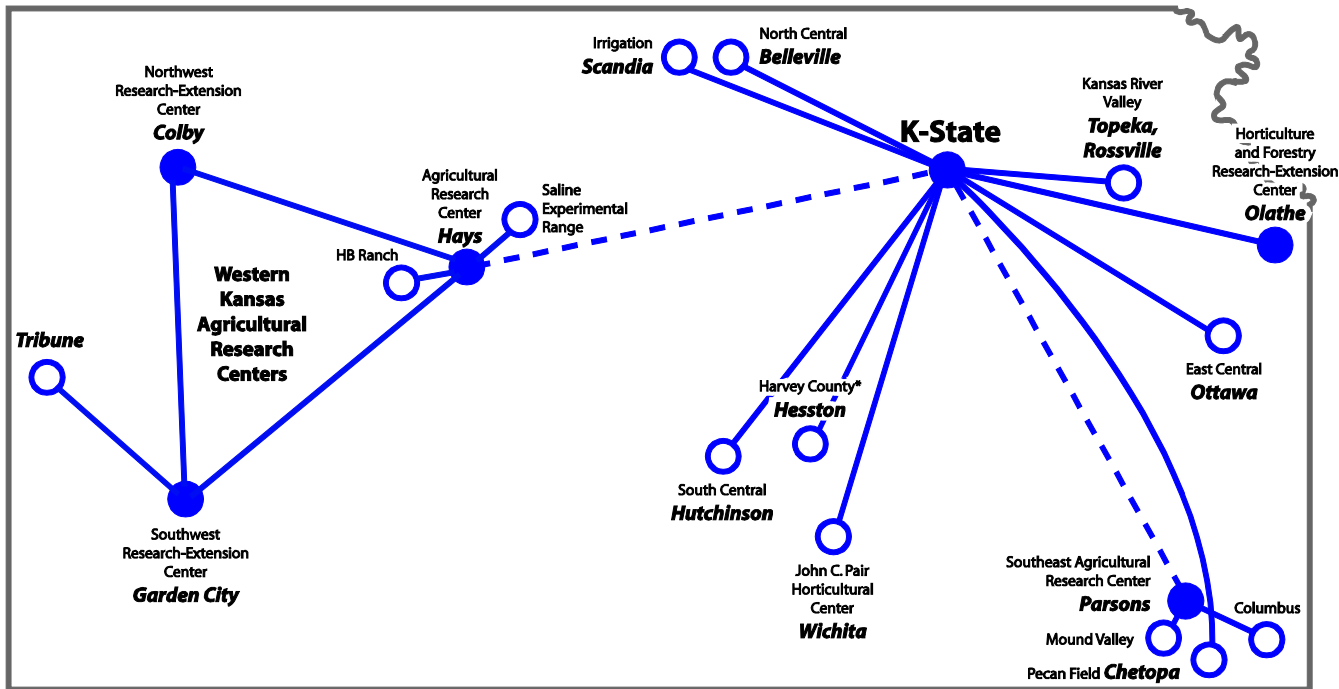 Irrigation
Scandia
North Central
Belleville
Northwest
Research-Extension
Center
Colby
K-State
Kansas River
Valley
Topeka,
Rossville
Horticulture
and Forestry
Research-Extension
Center
Olathe
Agricultural
Research
Center
Hays
Saline
Experimental
Range
HB Ranch
Western
Kansas
Agricultural
Research
Centers
Tribune
East Central
Ottawa
Harvey County*
Hesston
South Central
Hutchinson
Southwest
Research-Extension
Center
Garden City
John C. Pair
Horticultural
Center
Wichita
Southeast Agricultural
Research Center
Parsons
Columbus
Mound Valley
Pecan Field Chetopa